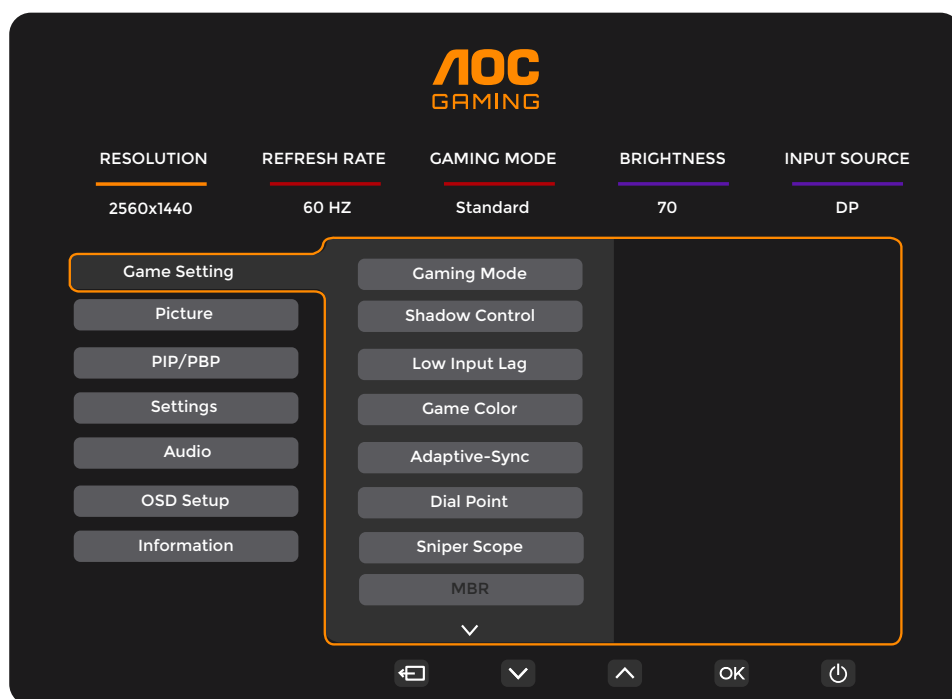 AOC
GAMING
RESOLUTION REFRESH RATE GAMING MODE BRIGHTNESS INPUT SOURCE
2560x1440 60 HZ Standard 70 DP
Game Setting
Picture
PIP/PBP
Settings
Audio
OSD Setup
Information
Gaming Mode
Shadow Control
Low Input Lag
Game Color
Adaptive-Sync
Dial Point
Sniper Scope
MBR
OK